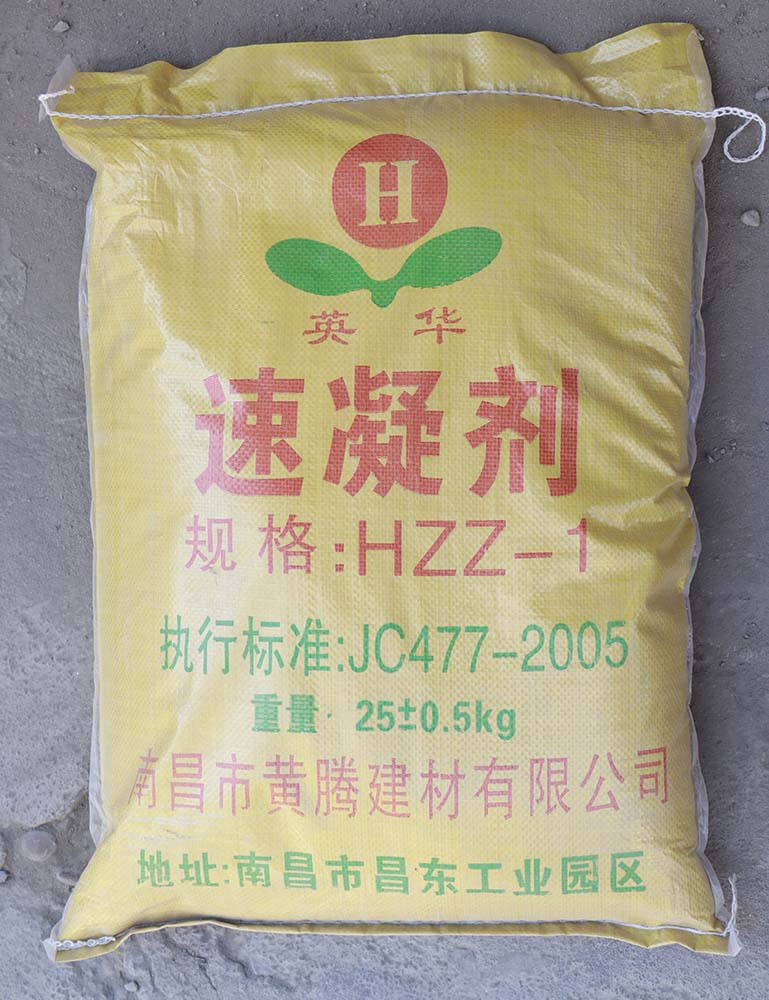 H
英华
速凝剂
规格:HZZ-1
执行标准:JC477-2005
重量: 25±0.5kg
南昌市黄腾建材有限公司
地址:南昌市昌东工业园区